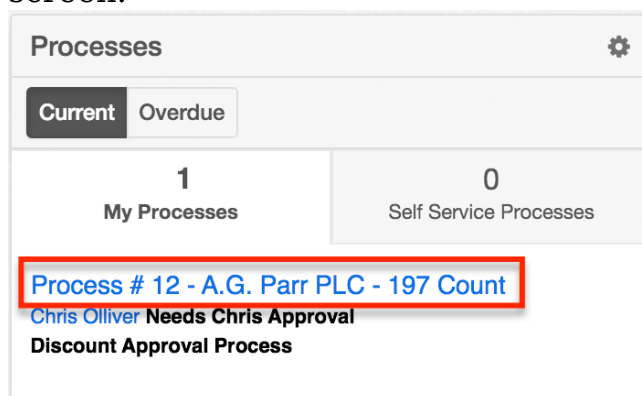 screen.
Processes
Current Overdue
1 0
My Processes Self Service Processes
Process # 12 - A.G. Parr PLC - 197 Count
Chris Olliver Needs Chris Approval
Discount Approval Process